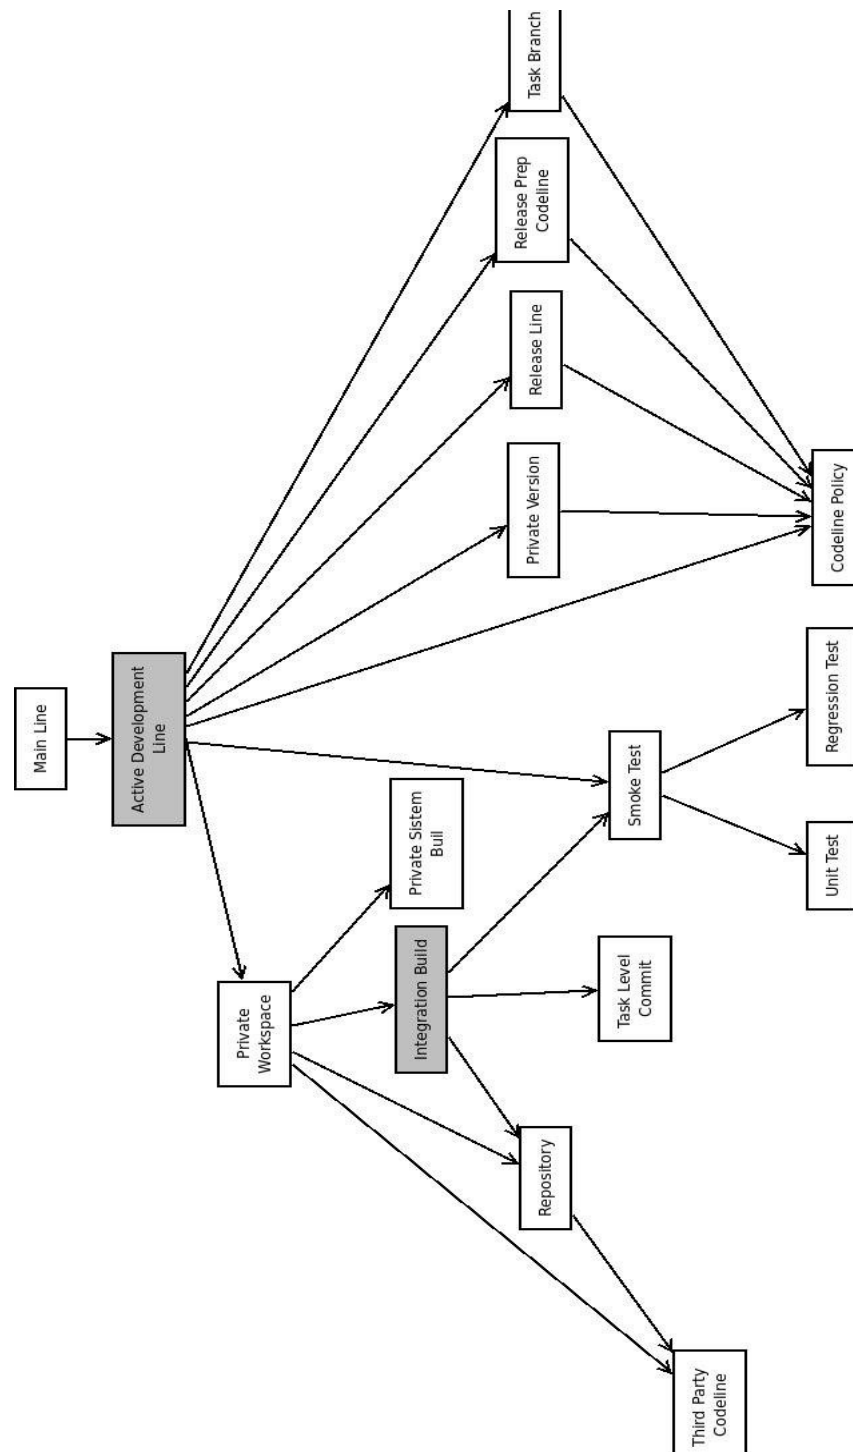 Main Line
Active Development
Line
Private
Workspace
Private Sistem
Buil
Integration Build
Task Branch
Release Prep
Codeline
Release Line
Private Version
Repository
Task Level
Commit
Smoke Test
Third Party
Codeline
Unit Test
Regression Test
Codeline Policy